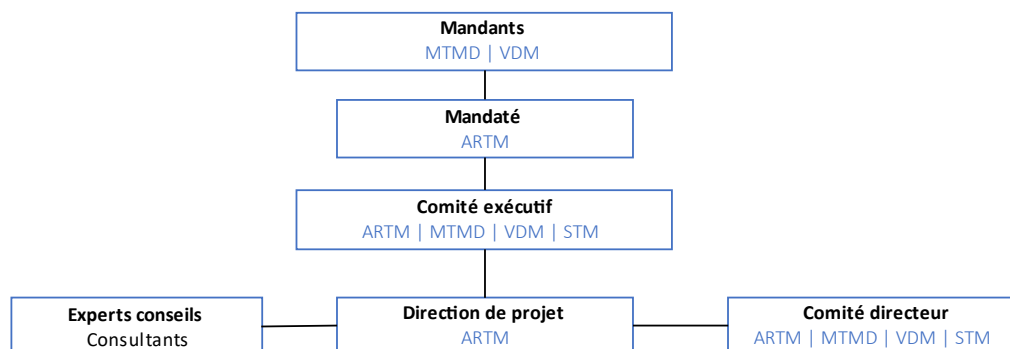 Mandants
MTMD | VDM
Mandaté
ARTM
Comité exécutif
ARTM | MTMD | VDM | STM
Experts conseils
Consultants
Direction de projet
ARTM
Comité directeur
ARTM | MTMD | VDM | STM